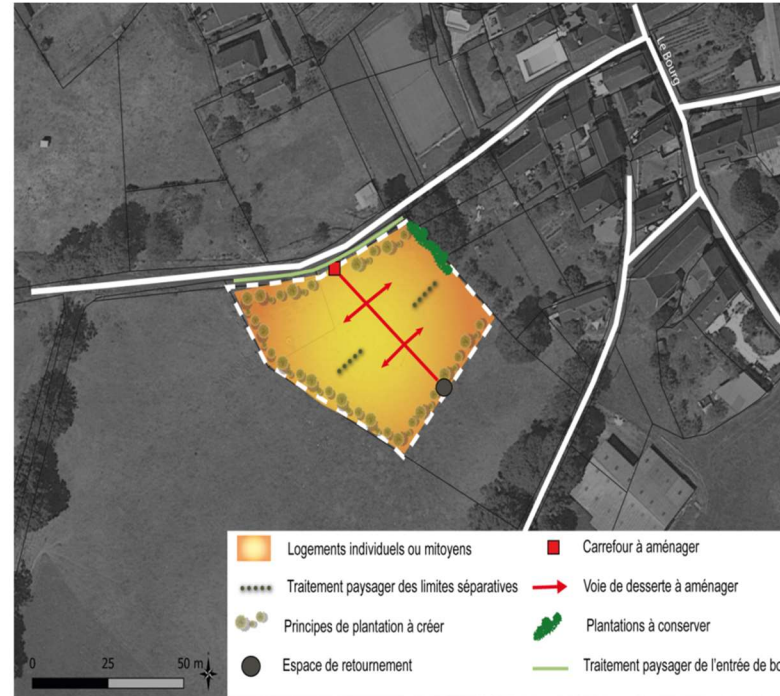 Le Bourg
Logements individuels ou mitoyens
Carrefour à aménager
Traitement paysager des limites séparatives
Voie de desserte à aménager
Principes de plantation à créer
Plantations à conserver
Espace de retournement
Traitement paysager de l'entrée de bo
0 25 50 m